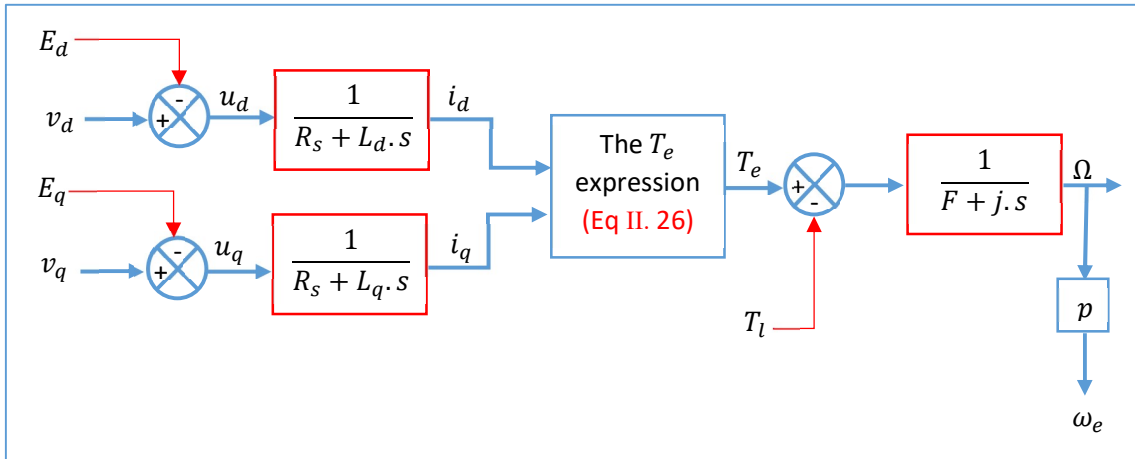 E_d
-
v_d
+
u_d
1
R_s + L_d.s
i_d
E_q
-
v_q
+
u_q
1
R_s + L_q.s
i_q
The T_e
expression
(Eq II. 26)
T_e
+
-
T_l
1
F + j.s
Ω
p
ω_e